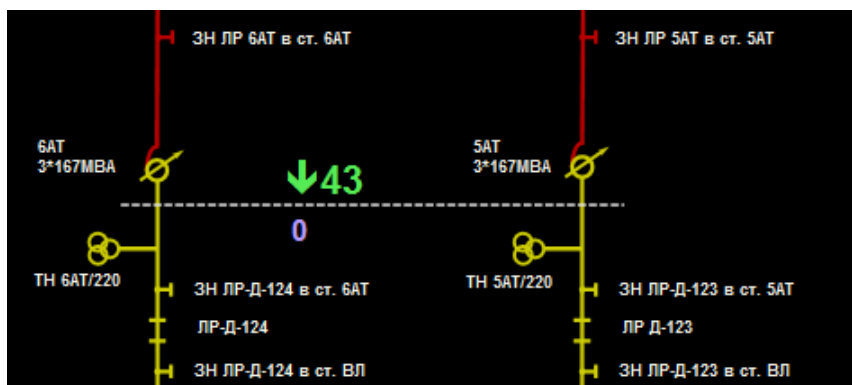 ЗН ЛР 6АТ в ст. 6АТ
ЗН ЛР 5АТ в ст. 5АТ
6АТ
3*167МВА
5АТ
3*167МВА
43
0
ТН 6АТ/220
ТН 5АТ/220
ЗН ЛР-Д-124 в ст. 6АТ
ЗН ЛР-Д-123 в ст. 5АТ
ЛР-Д-124
ЛР Д-123
ЗН ЛР-Д-124 в ст. ВЛ
ЗН ЛР-Д-123 в ст. ВЛ